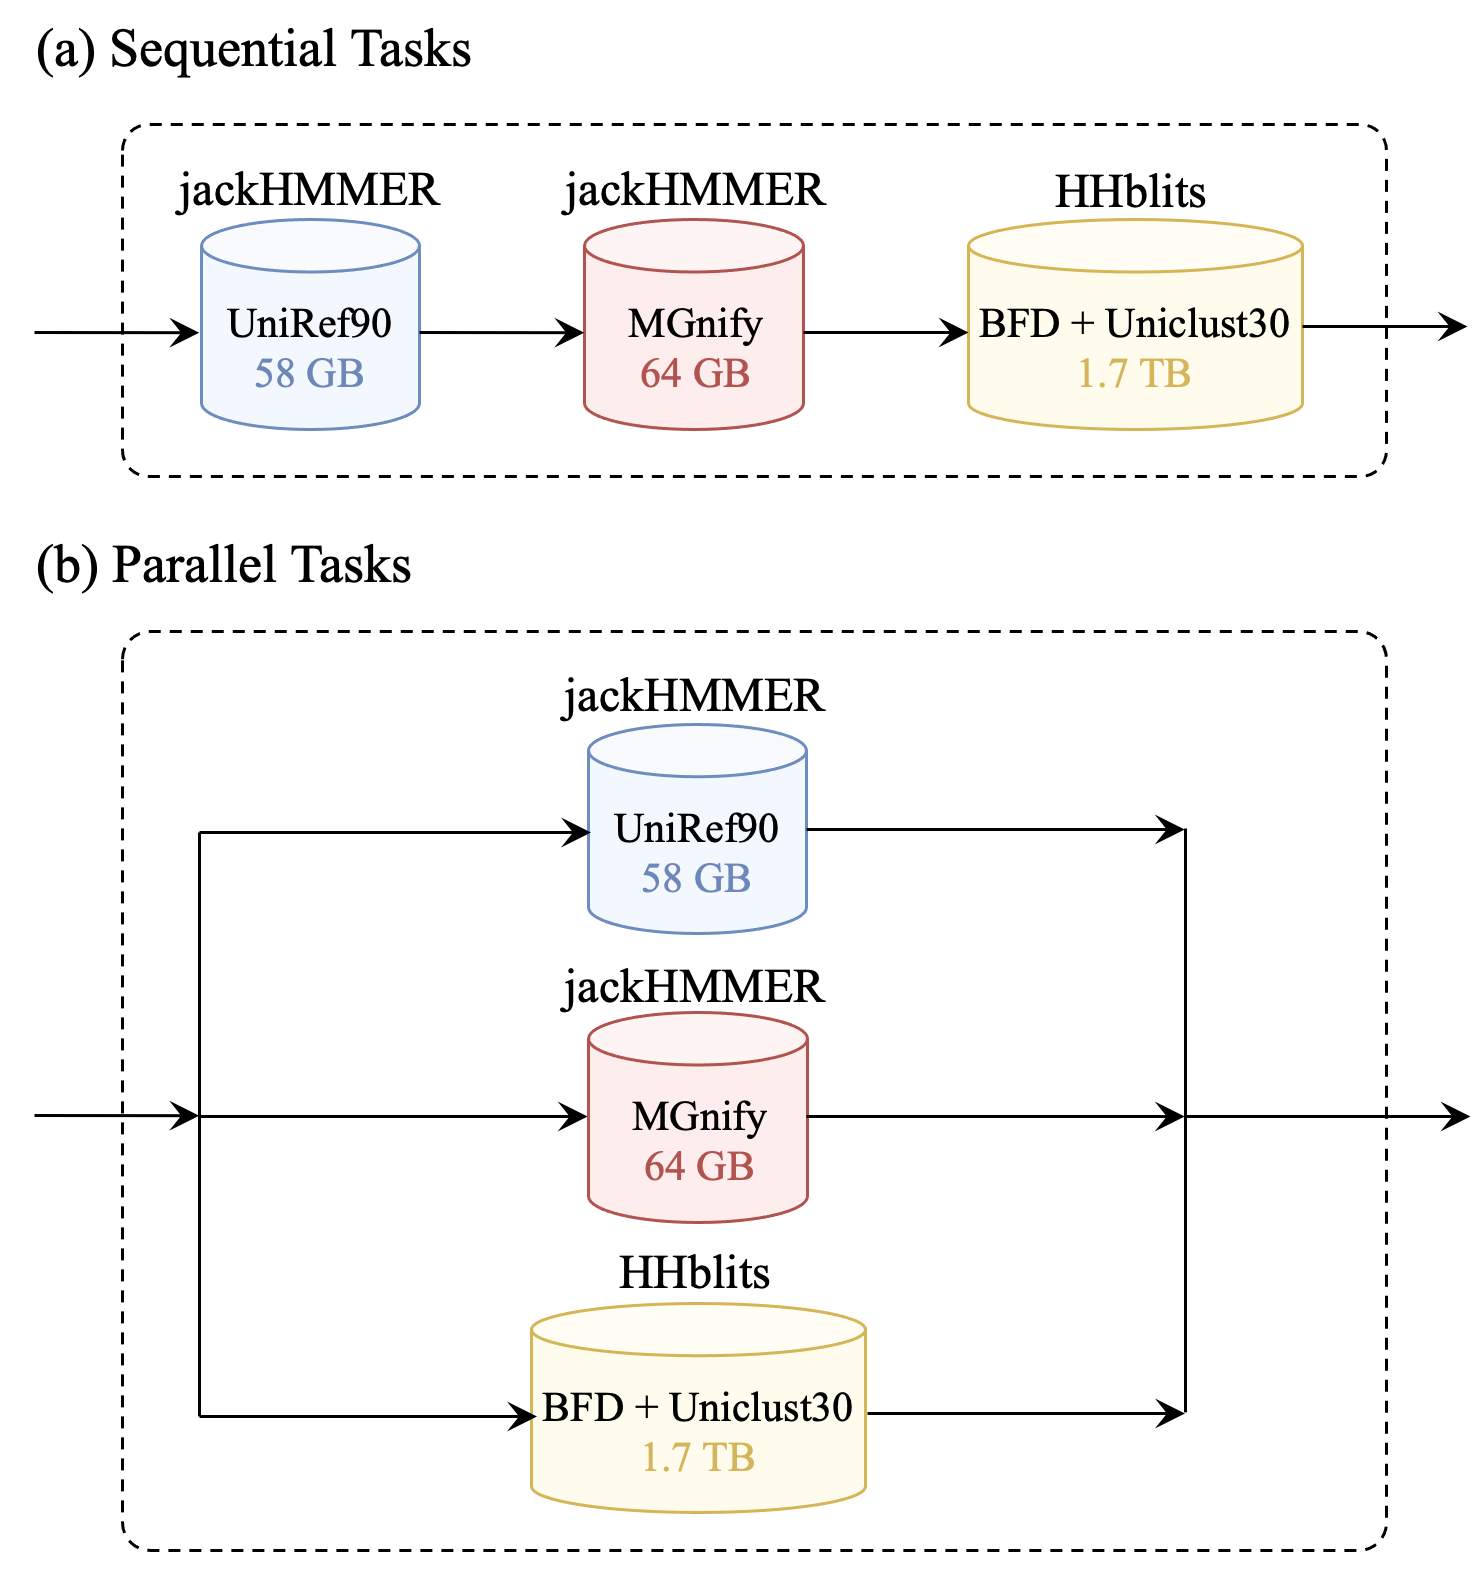 (a) Sequential Tasks
jackHMMER
jackHMMER
HHblits
UniRef90
58 GB
MGnify
64 GB
BFD + Uniclust30
1.7 TB
(b) Parallel Tasks
jackHMMER
UniRef90
58 GB
jackHMMER
MGnify
64 GB
HHblits
BFD + Uniclust30
1.7 TB